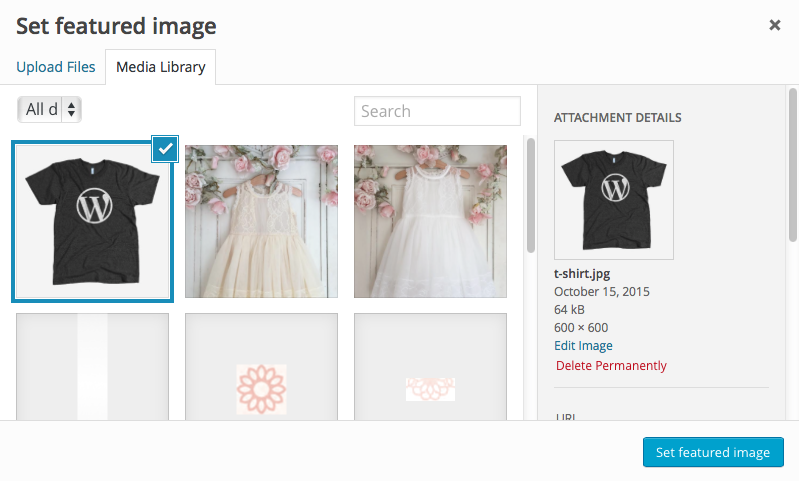 Set featured image
×
Upload Files
Media Library
All d
Search
ATTACHMENT DETAILS
t-shirt.jpg
October 15, 2015
64 kB
600 × 600
Edit Image
Delete Permanently
URL
Set featured image